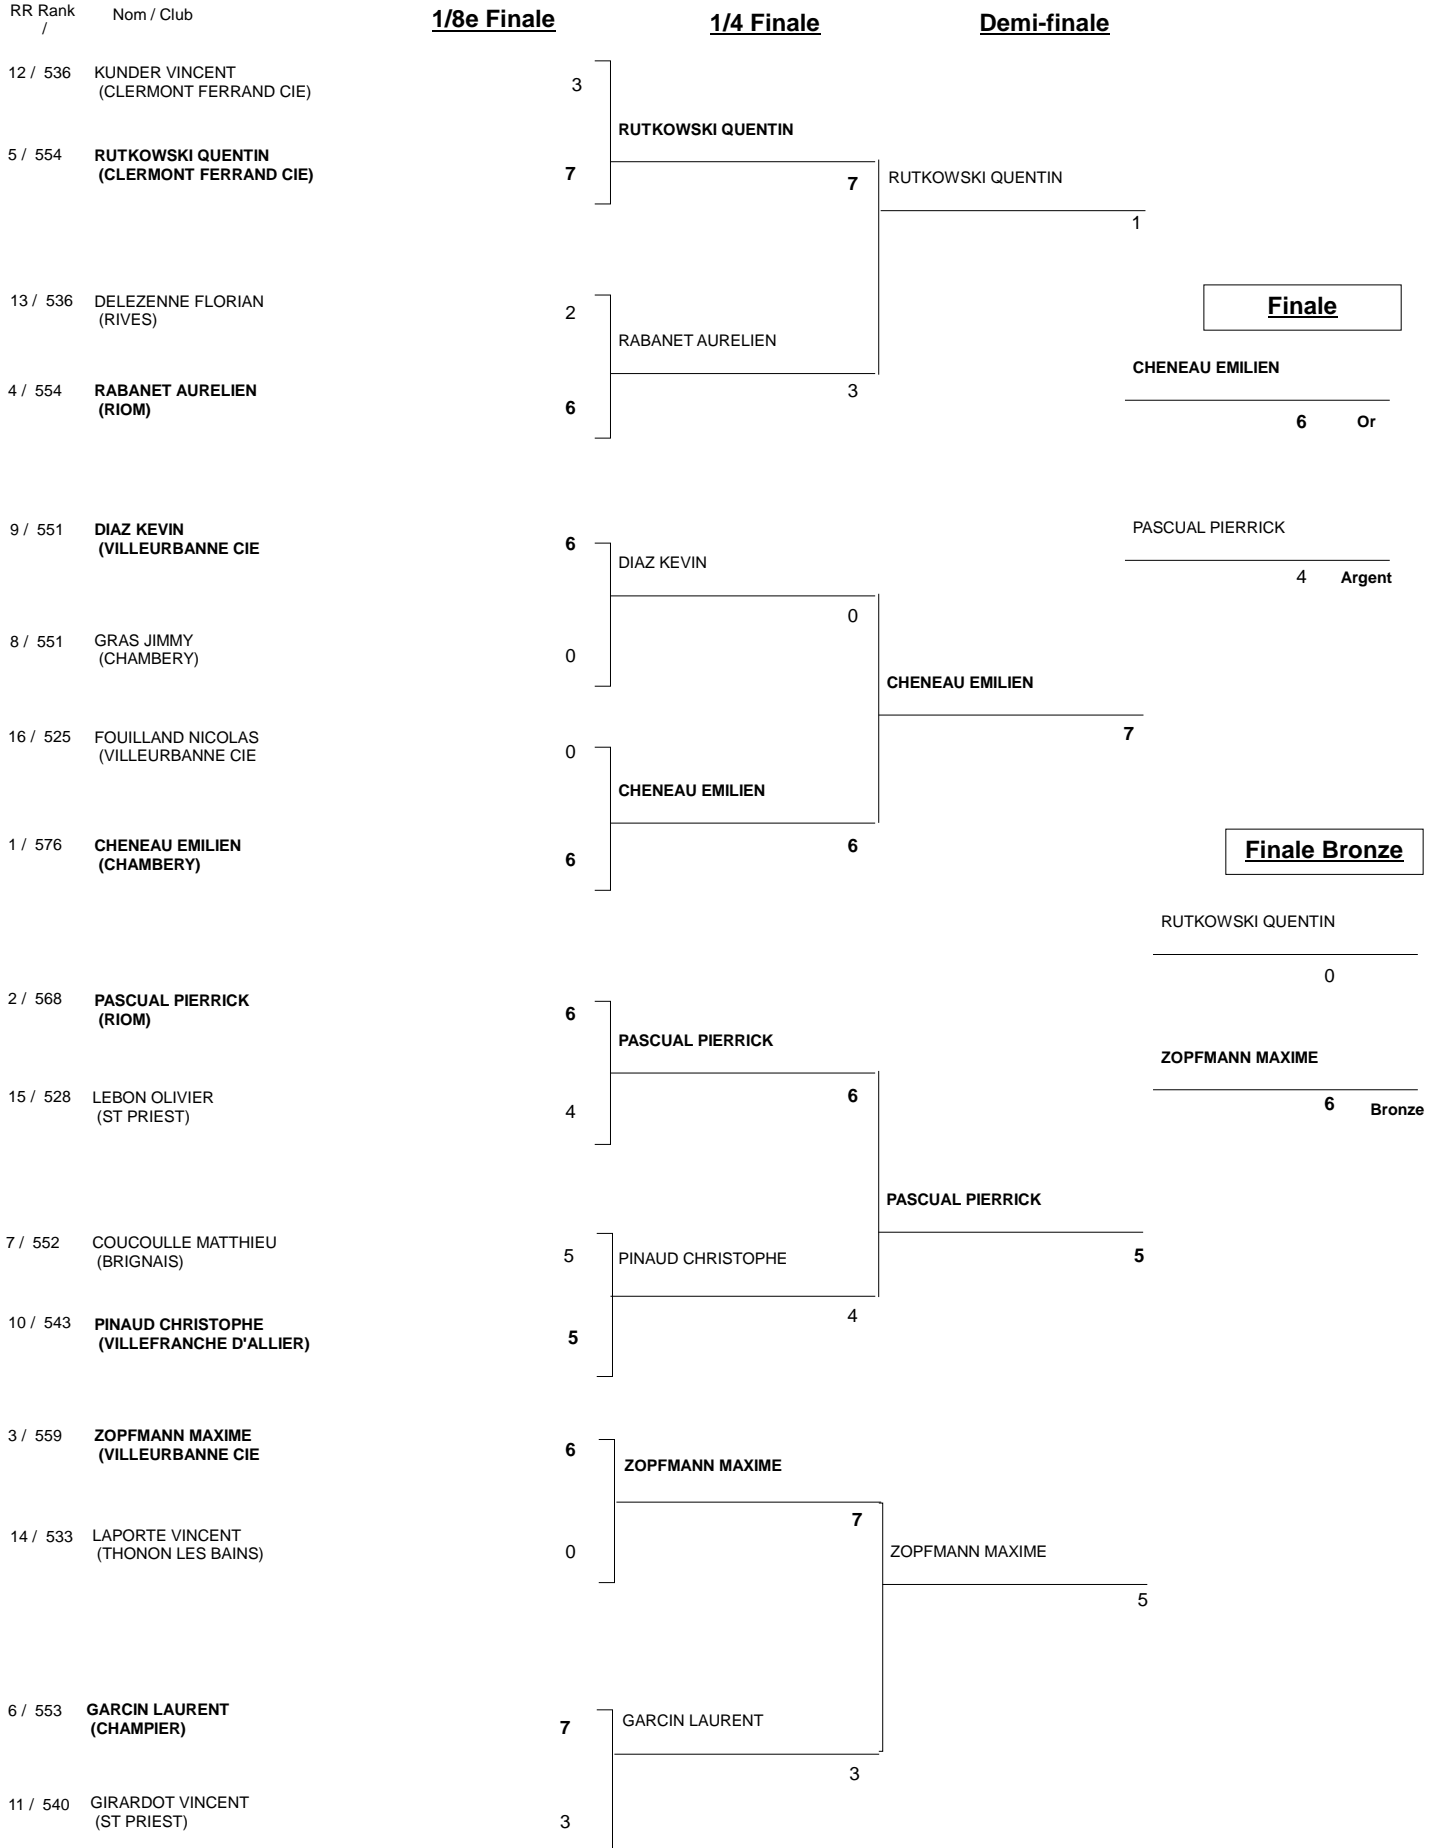 RR Rank
/
Nom / Club
1/8e Finale
1/4 Finale
Demi-finale
12 / 536 KUNDER VINCENT
(CLERMONT FERRAND CIE)
3
RUTKOWSKI QUENTIN
5 / 554 RUTKOWSKI QUENTIN
(CLERMONT FERRAND CIE)
7
7
RUTKOWSKI QUENTIN
1
13 / 536 DELEZENNE FLORIAN
(RIVES)
2
Finale
RABANET AURELIEN
CHENEAU EMILIEN
4 / 554 RABANET AURELIEN
(RIOM)
6
3
6 Or
9 / 551 DIAZ KEVIN
(VILLEURBANNE CIE
6
PASCUAL PIERRICK
DIAZ KEVIN
4 Argent
0
8 / 551 GRAS JIMMY
(CHAMBERY)
0
CHENEAU EMILIEN
16 / 525 FOUILLAND NICOLAS
(VILLEURBANNE CIE
0
7
CHENEAU EMILIEN
1 / 576 CHENEAU EMILIEN
(CHAMBERY)
6
6
Finale Bronze
RUTKOWSKI QUENTIN
0
2 / 568 PASCUAL PIERRICK
(RIOM)
6
PASCUAL PIERRICK
ZOPFMANN MAXIME
15 / 528 LEBON OLIVIER
(ST PRIEST)
4
6
6 Bronze
PASCUAL PIERRICK
7 / 552 COUCOULLE MATTHIEU
(BRIGNAIS)
5
PINAUD CHRISTOPHE
5
10 / 543 PINAUD CHRISTOPHE
(VILLEFRANCHE D'ALLIER)
5
4
3 / 559 ZOPFMANN MAXIME
(VILLEURBANNE CIE
6
ZOPFMANN MAXIME
7
14 / 533 LAPORTE VINCENT
(THONON LES BAINS)
0
ZOPFMANN MAXIME
5
6 / 553 GARCIN LAURENT
(CHAMPIER)
7
GARCIN LAURENT
3
11 / 540 GIRARDOT VINCENT
(ST PRIEST)
3